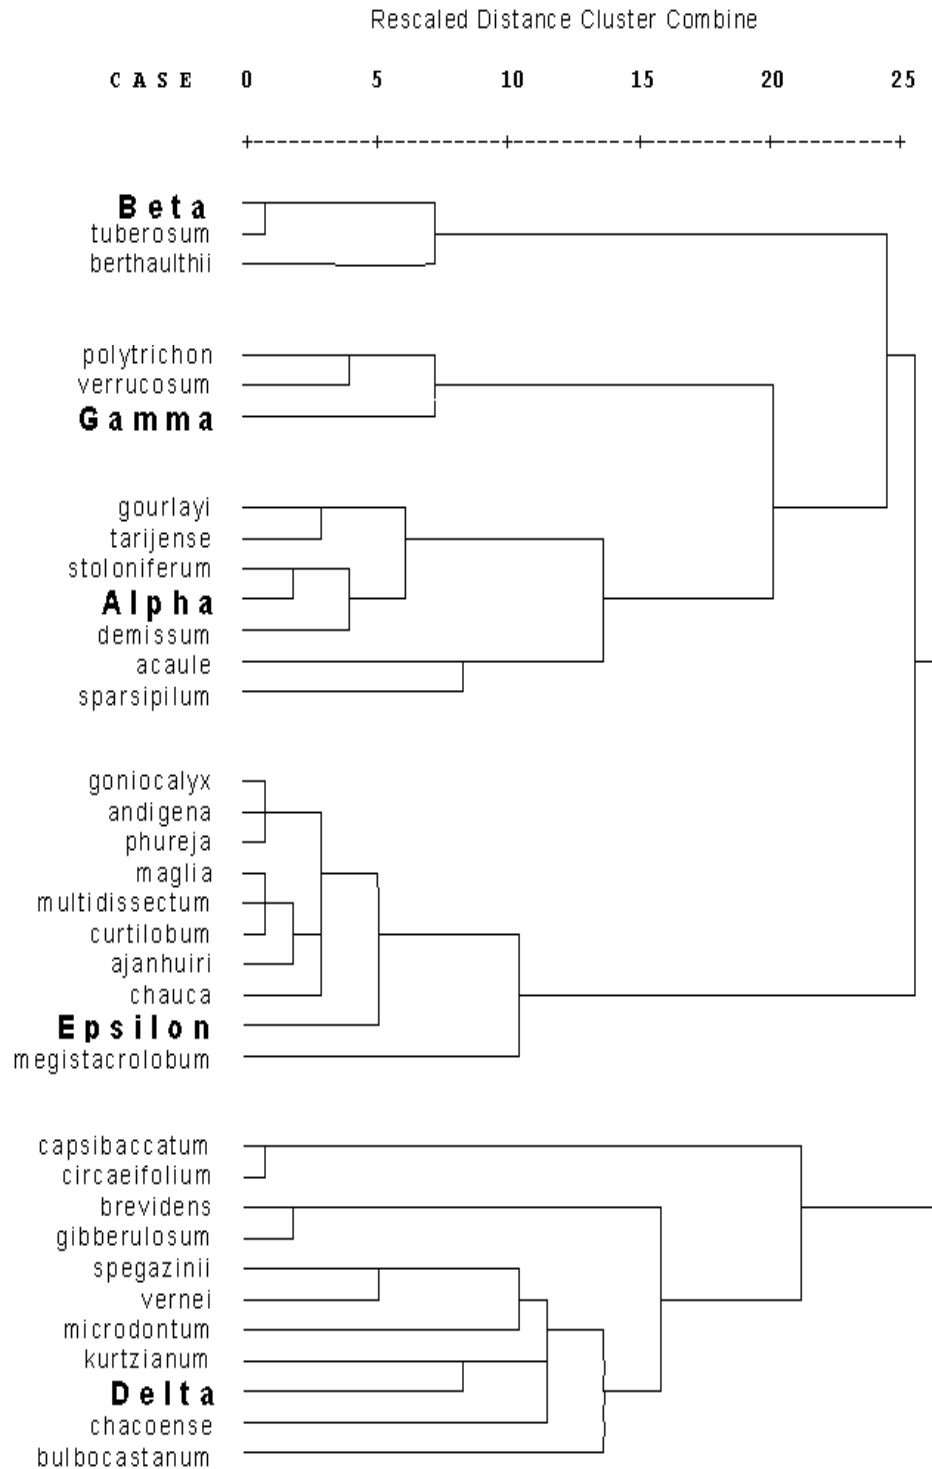 Rescaled Distance Cluster Combine
C A S E 0 5 10 15 20 25
+---------+---------+---------+---------+---------+
Beta
tuberosum
berthaulthii
polytrichon
verrucosum
Gamma
gourlayi
tarijense
stoloniferum
Alpha
demissum
acaule
sparsipilum
goniocalyx
andigena
phureja
maglia
multidissectum
curtilobum
ajanhuiri
chauca
Epsilon
megistacrolobum
capsibaccatum
circaeifolium
brevidens
gibberulosum
spegazinii
vernei
microdontum
kurtzianum
Delta
chacoense
bulbocastanum